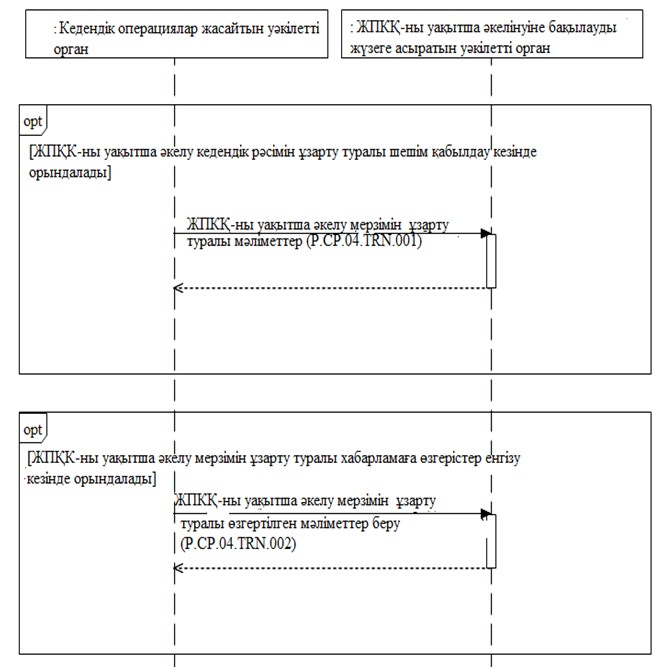 : Кедендік операциялар жасайтын уәкілетті
орган
: ЖПКҚ-ны уақытша әкелінуіне бақылауды
жүзеге асыратын уәкілетті орган
opt
[ЖПҚК-ны уақытша әкелу кедендік рәсімін ұзарту туралы шешім қабылдау кезінде
орындалады]
ЖПКҚ-ны уақытша әкелу мерзімін ұзарту
туралы мәліметтер (P.CP.04.TRN.001)
opt
[ЖПҚК-ны уақытша әкелу мерзімін ұзарту туралы хабарламаға өзгерістер енгізу
кезінде орындалады]
ЖПКҚ-ны уақытша әкелу мерзімін ұзарту
туралы өзгертілген мәліметтер беру
(P.CP.04.TRN.002)